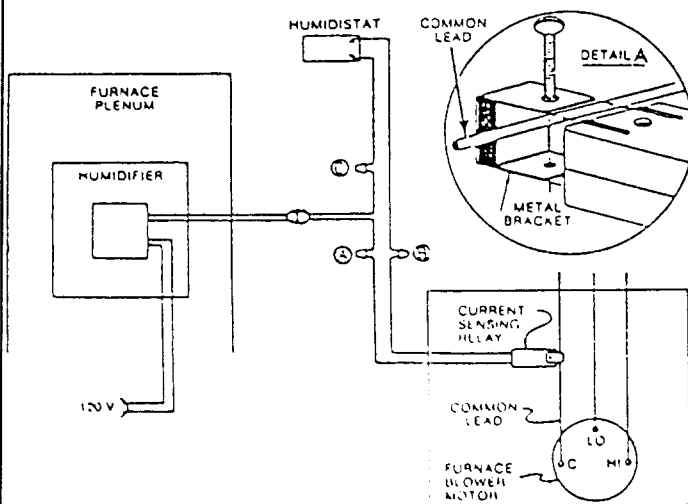 HUMIDISTAT
COMMON
LEAD
DETAIL A
FURNACE
PLENUM
HUMIDIFIER
METAL
BRACKET
A
CURRENT
SENSING
RELAY
120 V
COMMON
LEAD
LO
C
HI
FURNACE
BLOWER
MOTOR